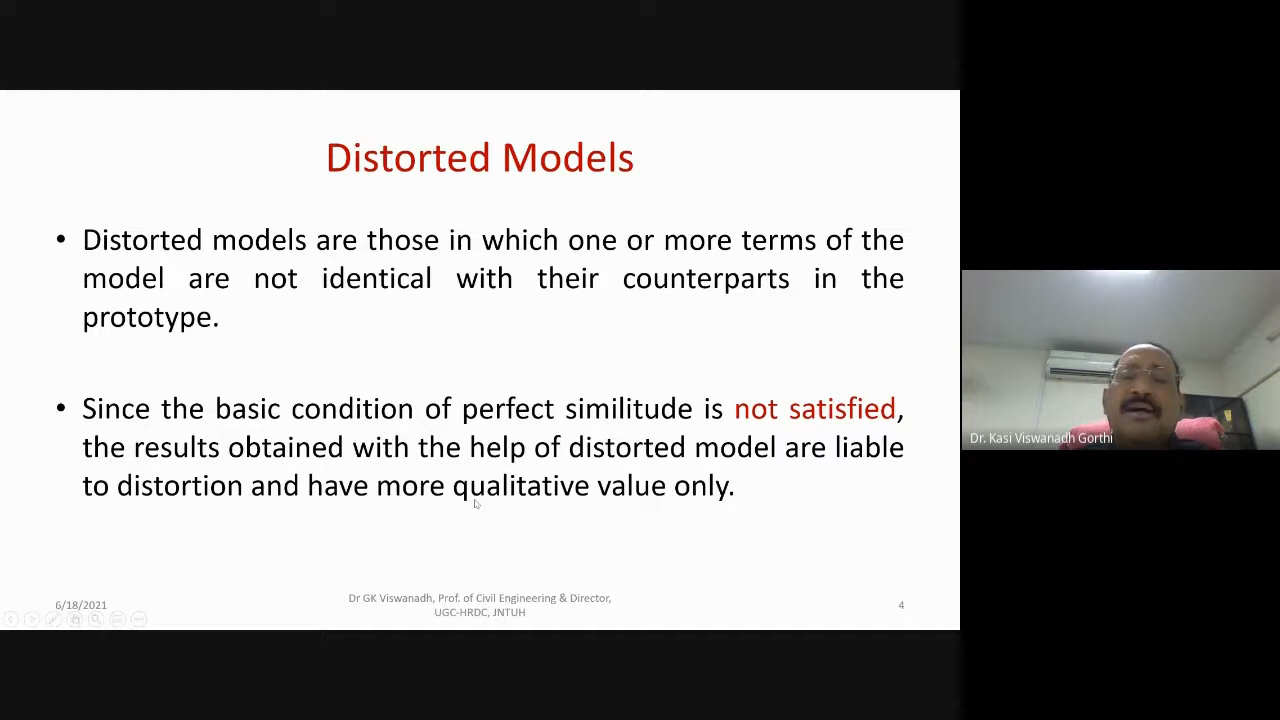 Distorted Models
• Distorted models are those in which one or more terms of the
model are not identical with their counterparts in the
prototype.
• Since the basic condition of perfect similitude is not satisfied,
the results obtained with the help of distorted model are liable
to distortion and have more qualitative value only.
6/18/2021
Dr GK Viswanadh, Prof. of Civil Engineering & Director,
UGC-HRDC, JNTUH
4
Dr. Kasi Viswanadh Gorthi